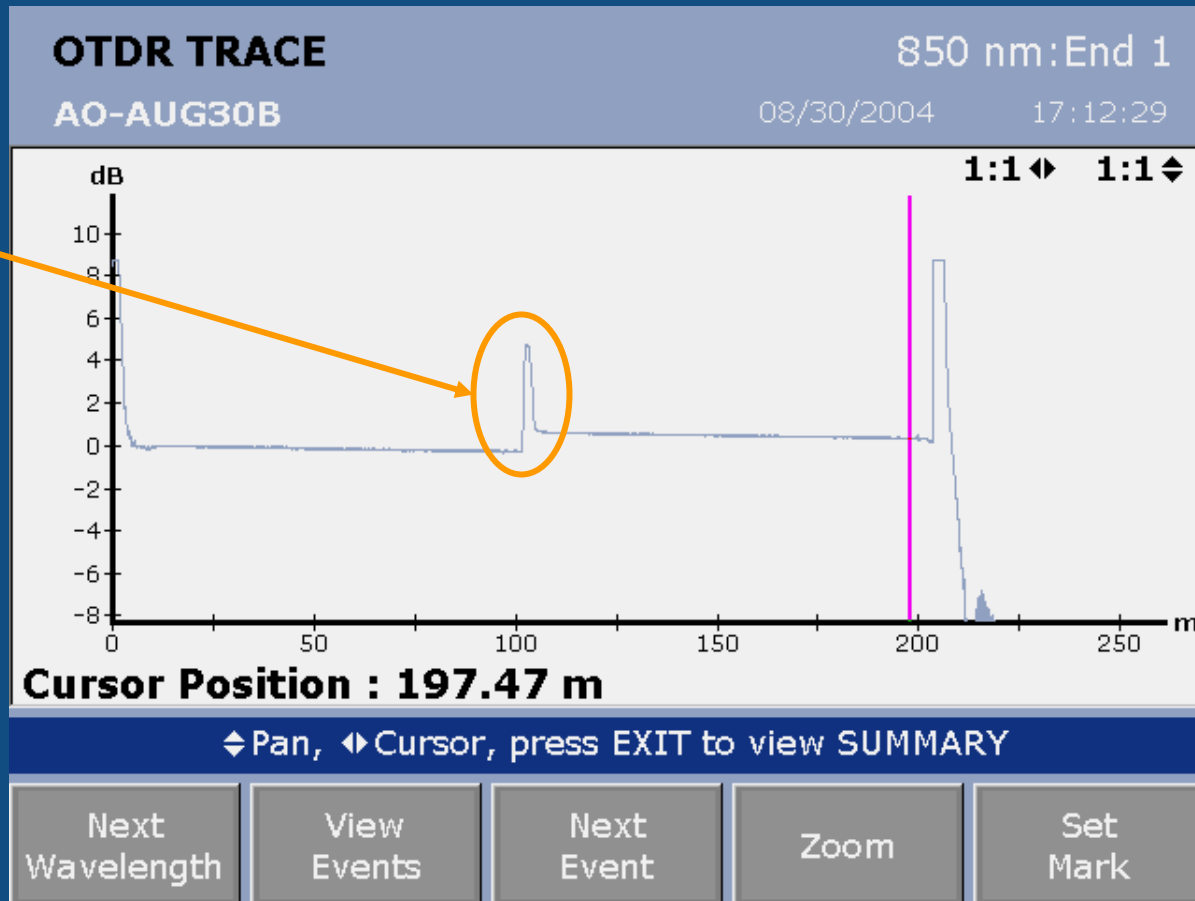 OTDR TRACE 850 nm:End 1
AO-AUG30B 08/30/2004 17:12:29
1:1 1:1
dB
10
8
6
4
2
0
-2
-4
-6
-8
0 50 100 150 200 250 m
Cursor Position : 197.47 m
Pan, Cursor, press EXIT to view SUMMARY
Next Wavelength
View Events
Next Event
Zoom
Set Mark